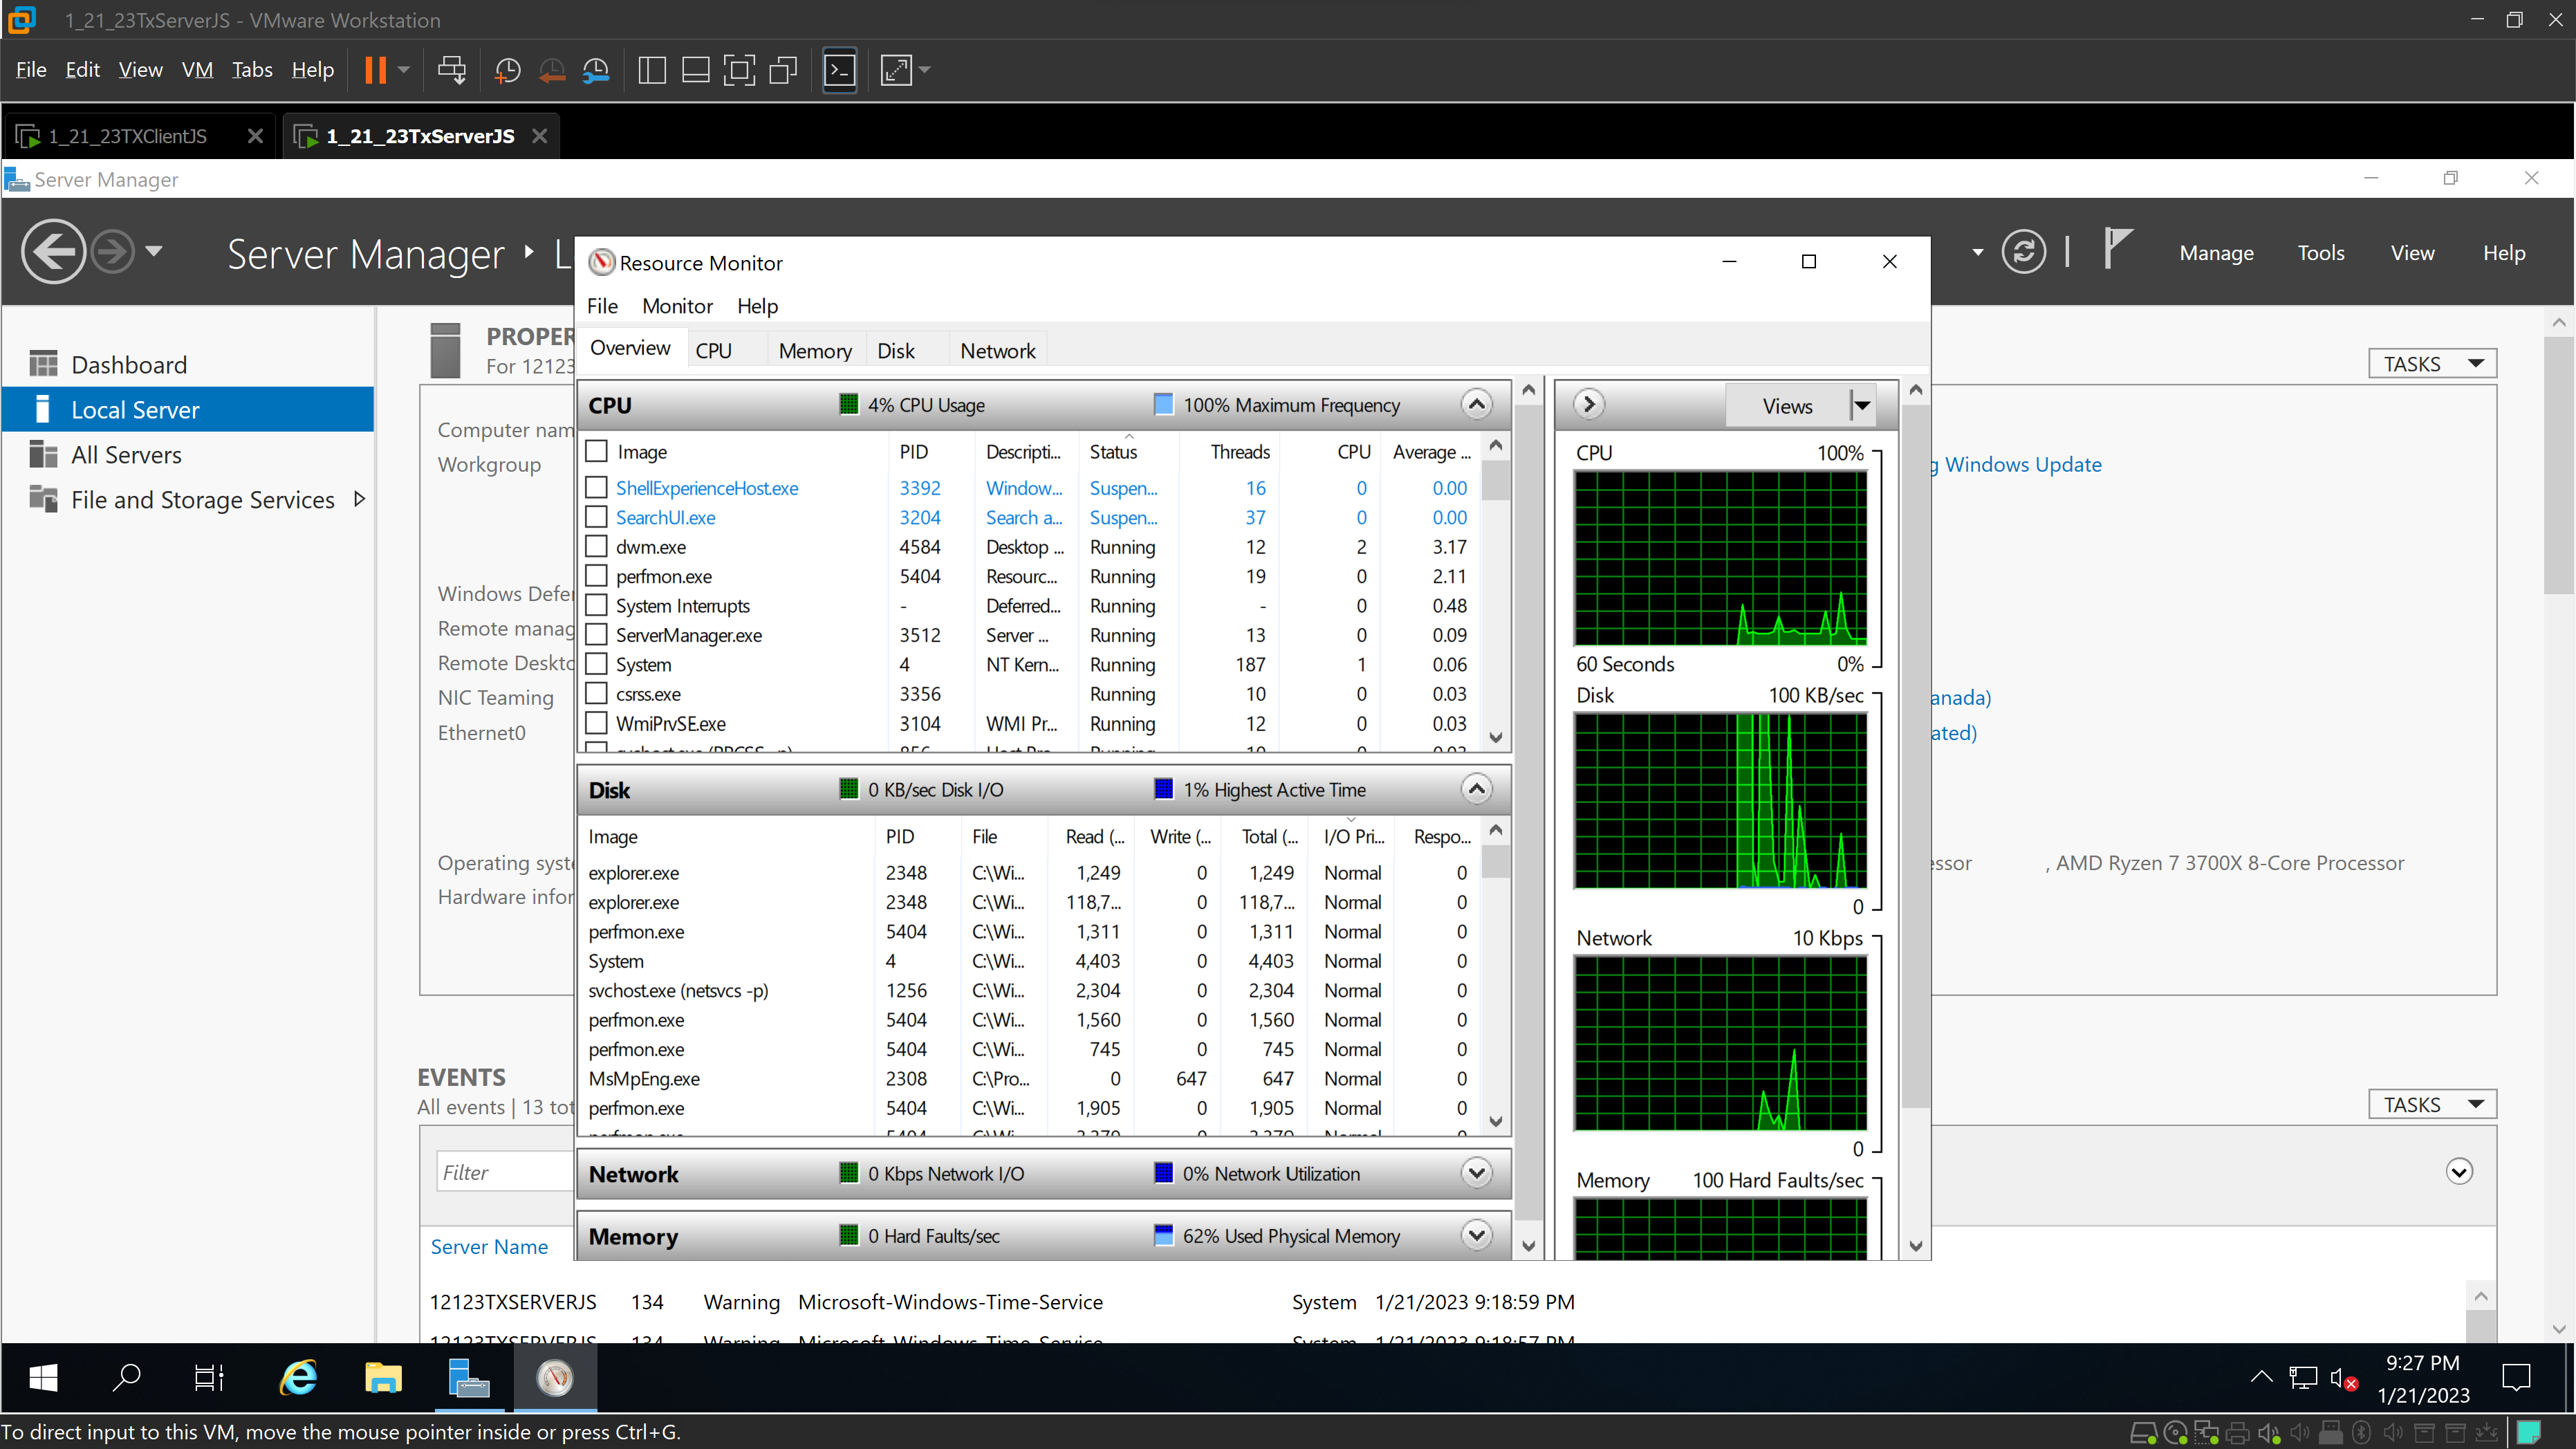 1_21_23TxServerJS - VMware Workstation
File Edit View VM Tabs Help
1_21_23TXClientJS 1_21_23TxServerJS
Server Manager
Server Manager Manage Tools View Help
Dashboard
Local Server
All Servers
File and Storage Services
PROPER
For 12123
TASKS
Computer nam
Workgroup
g Windows Update
Windows Defe
Remote manag
Remote Deskto
NIC Teaming
Ethernet0
anada)
ated)
Operating syste
Hardware infor
essor , AMD Ryzen 7 3700X 8-Core Processor
Resource Monitor
File Monitor Help
Overview CPU Memory Disk Network
CPU 4% CPU Usage 100% Maximum Frequency
Image PID Descripti... Status Threads CPU Average ...
ShellExperienceHost.exe 3392 Window... Suspen... 16 0 0.00
SearchUI.exe 3204 Search a... Suspen... 37 0 0.00
dwm.exe 4584 Desktop ... Running 12 2 3.17
perfmon.exe 5404 Resourc... Running 19 0 2.11
System Interrupts - Deferred... Running - 0 0.48
ServerManager.exe 3512 Server ... Running 13 0 0.09
System 4 NT Kern... Running 187 1 0.06
csrss.exe 3356 Running 10 0 0.03
WmiPrvSE.exe 3104 WMI Pr... Running 12 0 0.03
Disk 0 KB/sec Disk I/O 1% Highest Active Time
Image PID File Read (... Write (... Total (... I/O Pri... Respo...
explorer.exe 2348 C:\Wi... 1,249 0 1,249 Normal 0
explorer.exe 2348 C:\Wi... 118,7... 0 118,7... Normal 0
perfmon.exe 5404 C:\Wi... 1,311 0 1,311 Normal 0
System 4 C:\Wi... 4,403 0 4,403 Normal 0
svchost.exe (netsvcs -p) 1256 C:\Wi... 2,304 0 2,304 Normal 0
perfmon.exe 5404 C:\Wi... 1,560 0 1,560 Normal 0
perfmon.exe 5404 C:\Wi... 745 0 745 Normal 0
MsMpEng.exe 2308 C:\Pro... 0 647 647 Normal 0
perfmon.exe 5404 C:\Wi... 1,905 0 1,905 Normal 0
Network 0 Kbps Network I/O 0% Network Utilization
Memory 0 Hard Faults/sec 62% Used Physical Memory
Views
CPU 100%
60 Seconds 0%
Disk 100 KB/sec
0
Network 10 Kbps
0
Memory 100 Hard Faults/sec
EVENTS
All events | 13 tot
TASKS
Filter
Server Name
12123TXSERVERJS 134 Warning Microsoft-Windows-Time-Service System 1/21/2023 9:18:59 PM
12123TXSERVERJS 134 Warning Microsoft-Windows-Time-Service System 1/21/2023 9:18:57 PM
9:27 PM
1/21/2023
To direct input to this VM, move the mouse pointer inside or press Ctrl+G.